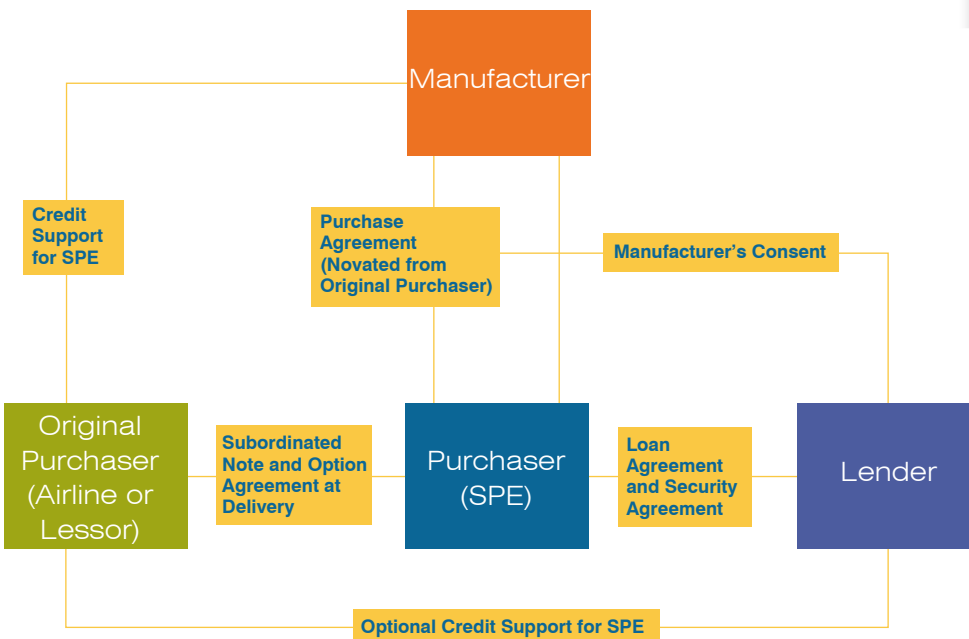 Manufacturer
Credit
Support
for SPE
Purchase
Agreement
(Novated from
Original Purchaser)
Manufacturer’s Consent
Original
Purchaser
(Airline or
Lessor)
Subordinated
Note and Option
Agreement at
Delivery
Purchaser
(SPE)
Loan
Agreement
and Security
Agreement
Lender
Optional Credit Support for SPE